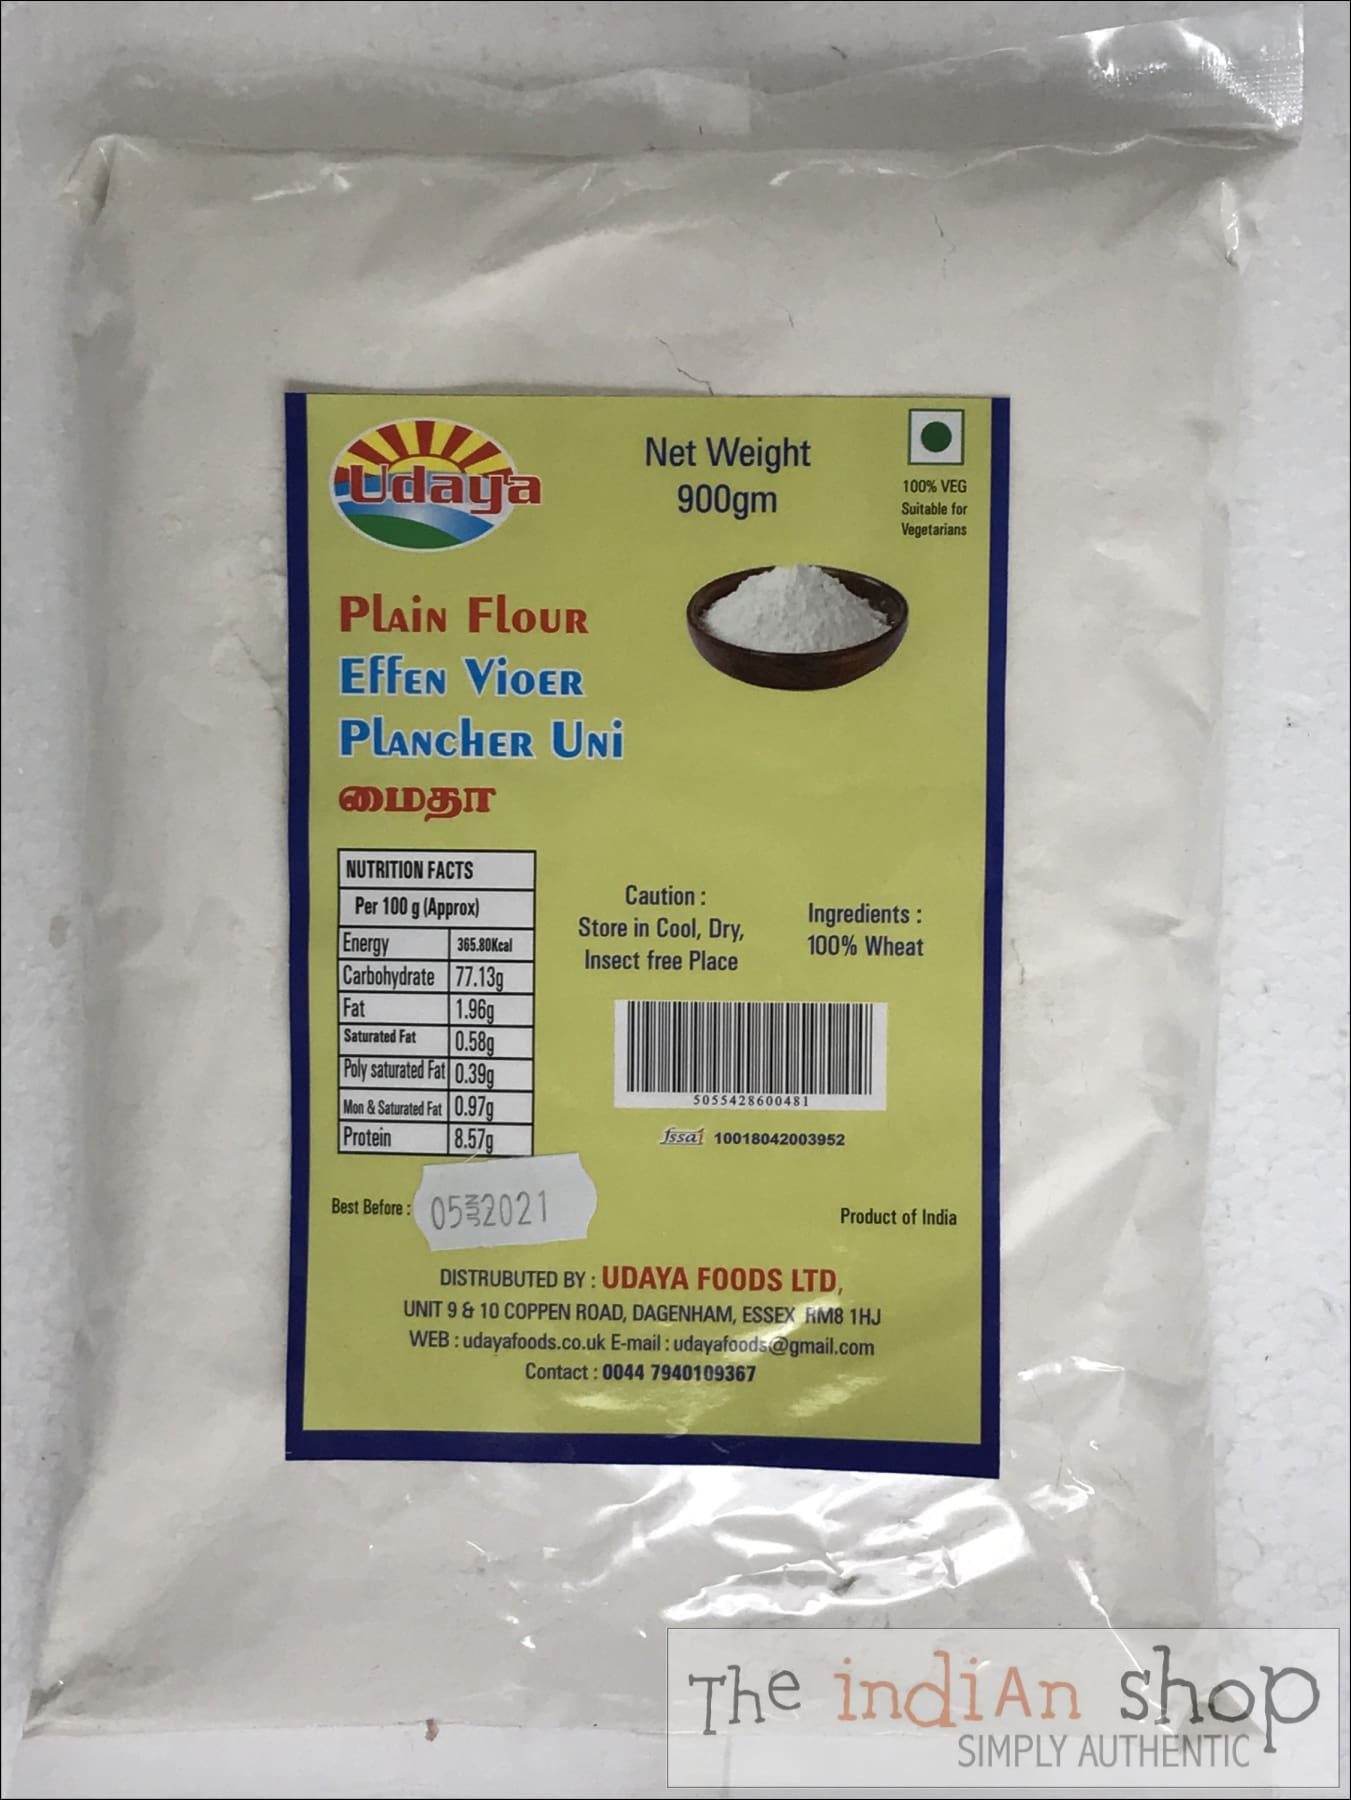 Udaya
Net Weight
900gm
100% VEG
Suitable for
Vegetarians
Plain Flour
Effen Vioer
Plancher Uni
மைதா
NUTRITION FACTS
Per 100 g (Approx)
Energy 365.80Kcal
Carbohydrate 77.13g
Fat 1.96g
Saturated Fat 0.58g
Poly saturated Fat 0.39g
Mon & Saturated Fat 0.97g
Protein 8.57g
Caution :
Store in Cool, Dry,
Insect free Place
Ingredients :
100% Wheat
5055428600481
fssai 10018042003952
Best Before : 05 2021
Product of India
DISTRUBUTED BY : UDAYA FOODS LTD,
UNIT 9 & 10 COPPEN ROAD, DAGENHAM, ESSEX RM8 1HJ
WEB : udayafoods.co.uk E-mail : udayafoods@gmail.com
Contact : 0044 7940109367
The indiAn shop
SIMPLY AUTHENTIC